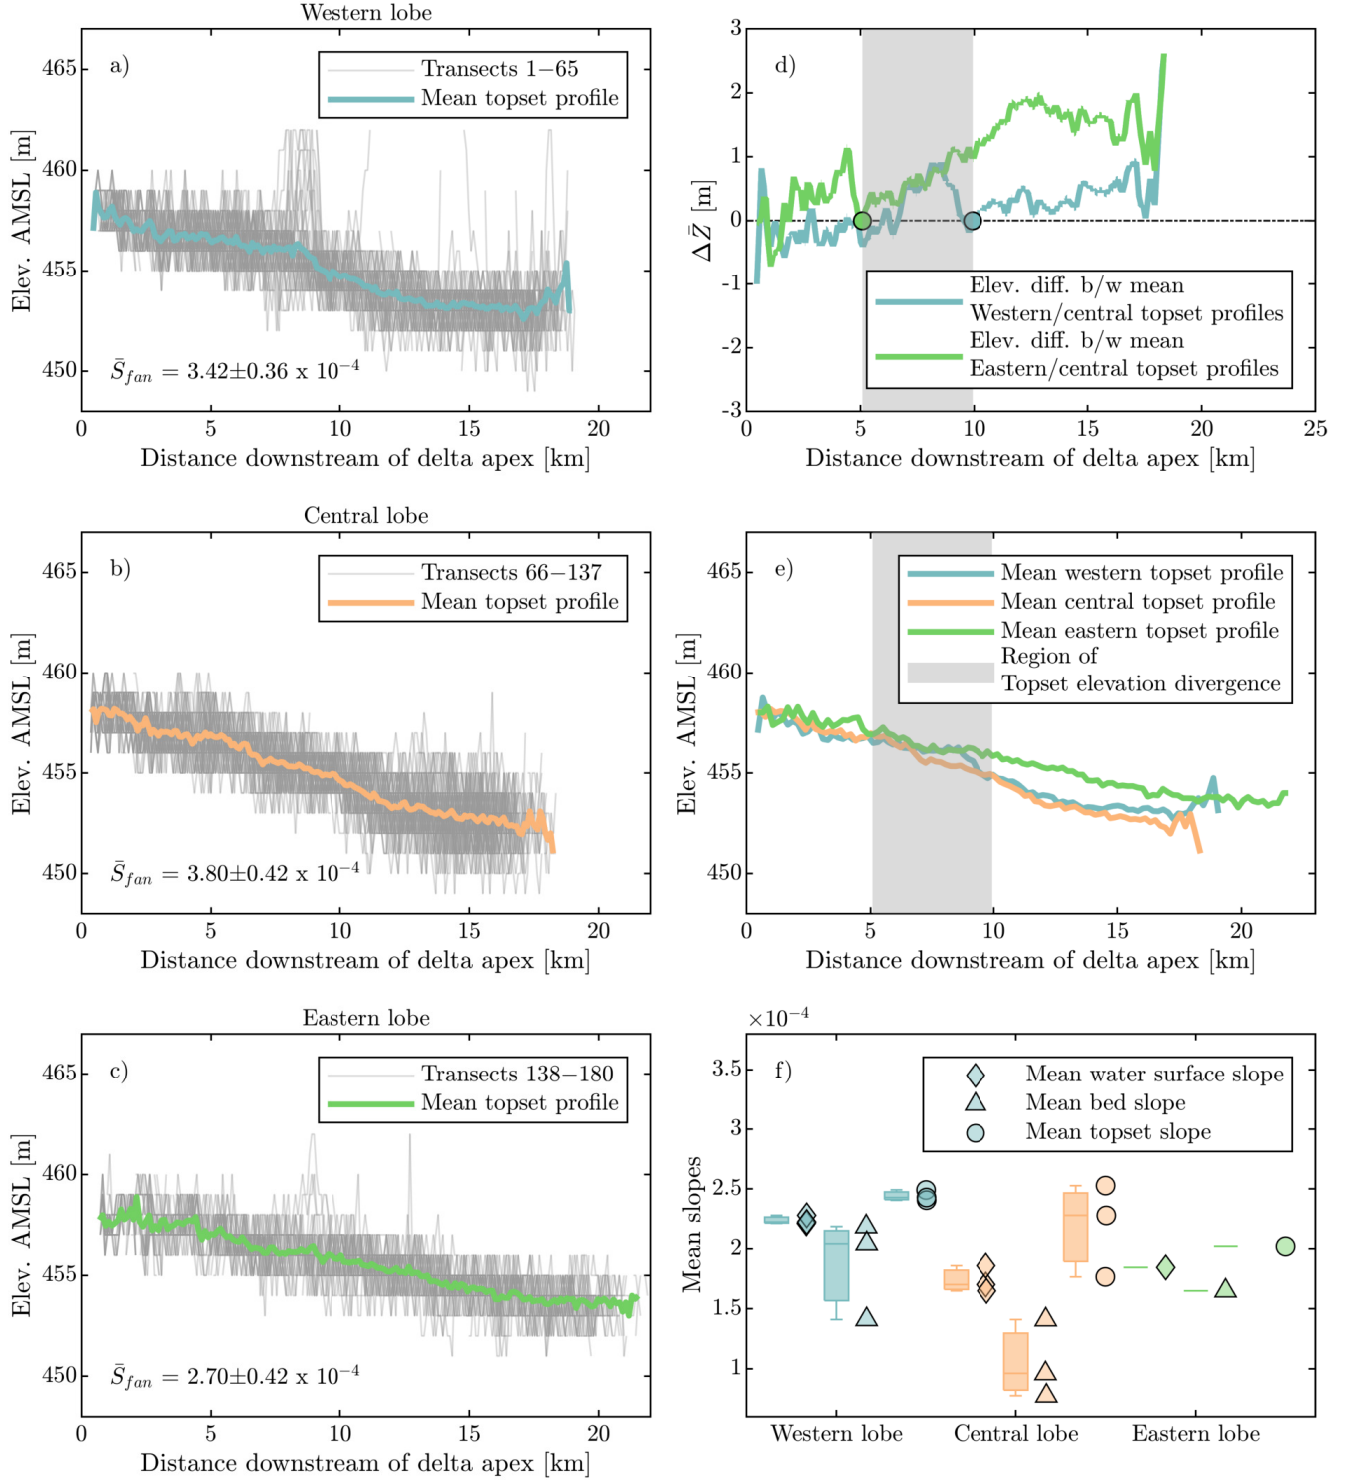 Western lobe
a)
Transects 1−65
Mean topset profile
465
460
455
450
Elev. AMSL [m]
S̄fan = 3.42±0.36 x 10−4
0 5 10 15 20
Distance downstream of delta apex [km]
d)
3
2
1
0
-1
-2
-3
ΔZ̄ [m]
Elev. diff. b/w mean
Western/central topset profiles
Elev. diff. b/w mean
Eastern/central topset profiles
0 5 10 15 20 25
Distance downstream of delta apex [km]
Central lobe
b)
Transects 66−137
Mean topset profile
465
460
455
450
Elev. AMSL [m]
S̄fan = 3.80±0.42 x 10−4
0 5 10 15 20
Distance downstream of delta apex [km]
e)
Mean western topset profile
Mean central topset profile
Mean eastern topset profile
Region of
Topset elevation divergence
465
460
455
450
Elev. AMSL [m]
0 5 10 15 20
Distance downstream of delta apex [km]
Eastern lobe
c)
Transects 138−180
Mean topset profile
465
460
455
450
Elev. AMSL [m]
S̄fan = 2.70±0.42 x 10−4
0 5 10 15 20
Distance downstream of delta apex [km]
×10−4
f)
Mean water surface slope
Mean bed slope
Mean topset slope
3.5
3
2.5
2
1.5
1
Mean slopes
Western lobe Central lobe Eastern lobe